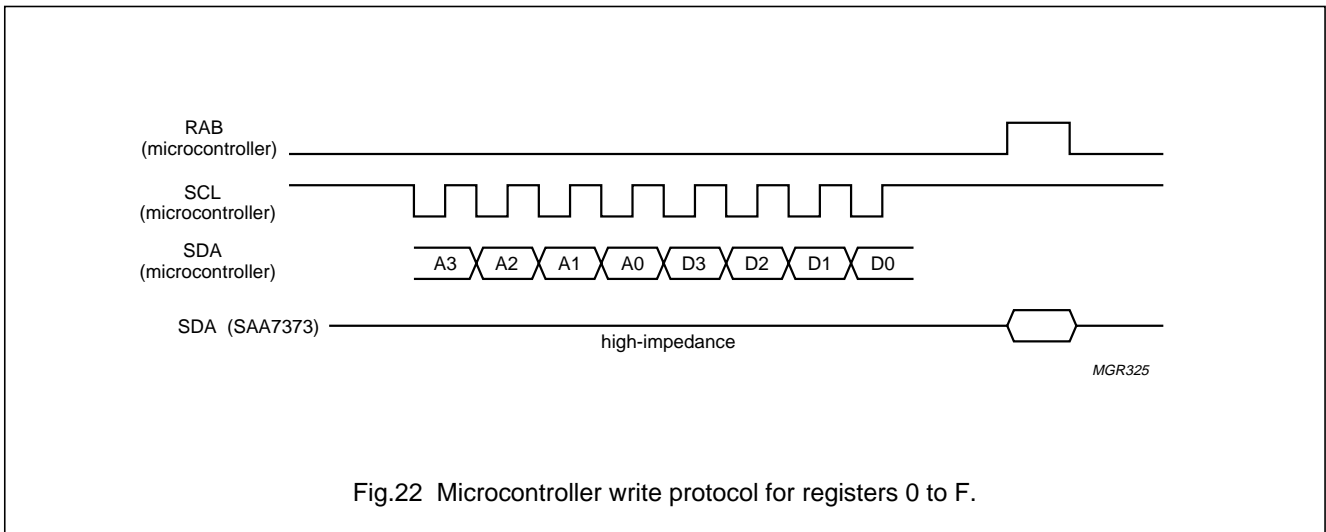 RAB
(microcontroller)
SCL
(microcontroller)
SDA
(microcontroller)
A3 A2 A1 A0 D3 D2 D1 D0
SDA (SAA7373)
high-impedance
MGR325
Fig.22 Microcontroller write protocol for registers 0 to F.